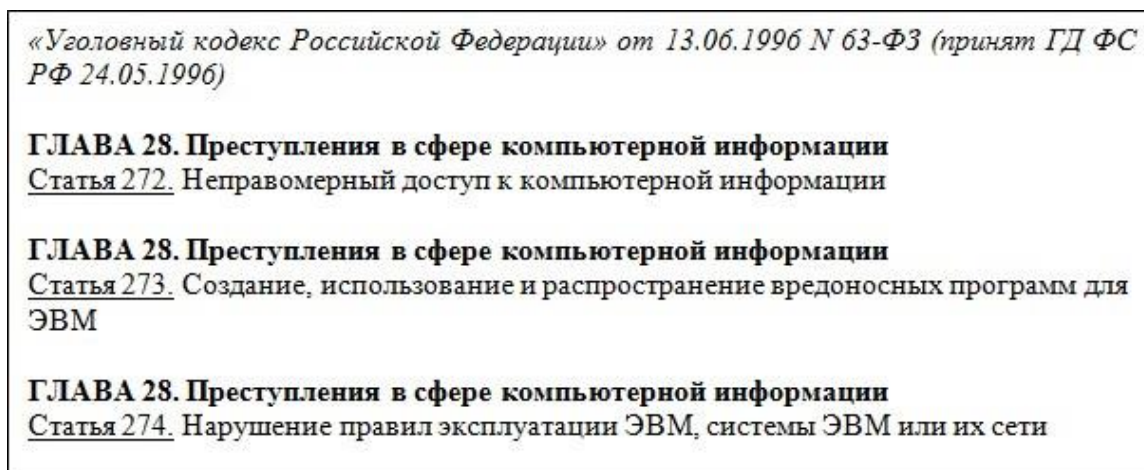 «Уголовный кодекс Российской Федерации» от 13.06.1996 N 63-ФЗ (принят ГД ФС
РФ 24.05.1996)
ГЛАВА 28. Преступления в сфере компьютерной информации
Статья 272. Неправомерный доступ к компьютерной информации
ГЛАВА 28. Преступления в сфере компьютерной информации
Статья 273. Создание, использование и распространение вредоносных программ для
ЭВМ
ГЛАВА 28. Преступления в сфере компьютерной информации
Статья 274. Нарушение правил эксплуатации ЭВМ, системы ЭВМ или их сети